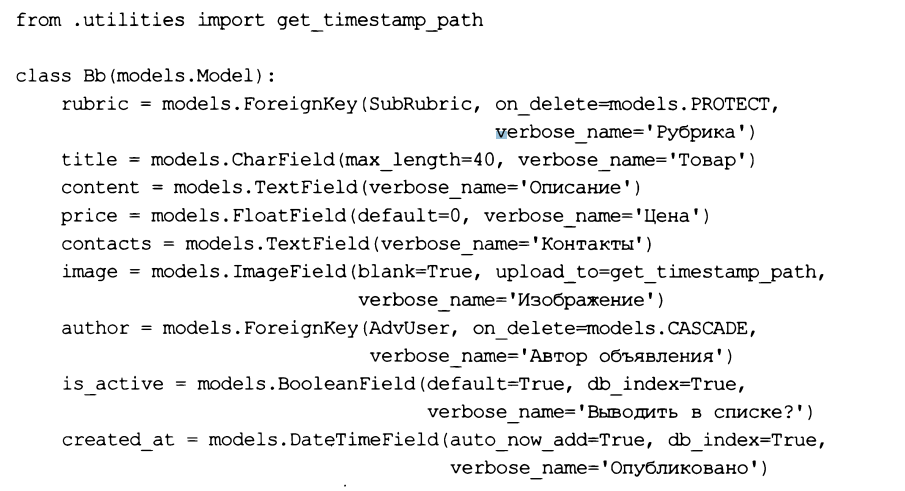 from .utilities import get_timestamp_path

class Bb(models.Model):
    rubric = models.ForeignKey(SubRubric, on_delete=models.PROTECT,
                                          verbose_name='Рубрика')
    title = models.CharField(max_length=40, verbose_name='Товар')
    content = models.TextField(verbose_name='Описание')
    price = models.FloatField(default=0, verbose_name='Цена')
    contacts = models.TextField(verbose_name='Контакты')
    image = models.ImageField(blank=True, upload_to=get_timestamp_path,
                              verbose_name='Изображение')
    author = models.ForeignKey(AdvUser, on_delete=models.CASCADE,
                               verbose_name='Автор объявления')
    is_active = models.BooleanField(default=True, db_index=True,
                                    verbose_name='Выводить в списке?')
    created_at = models.DateTimeField(auto_now_add=True, db_index=True,
                                      verbose_name='Опубликовано')